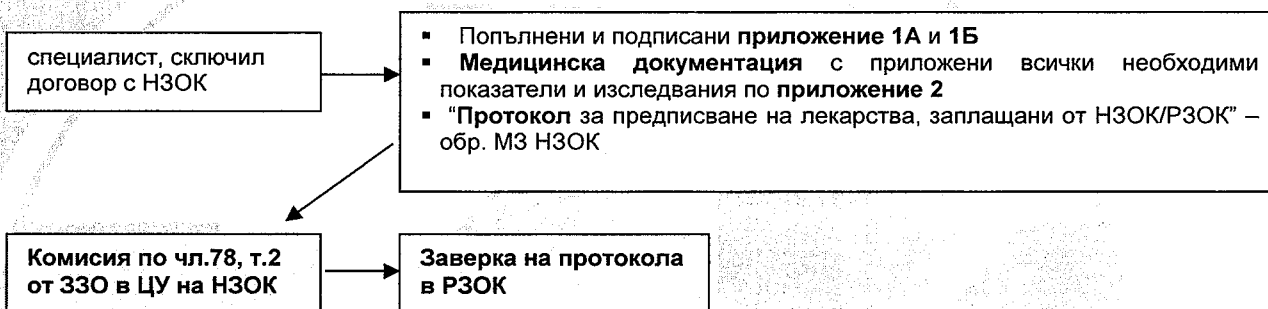 специалист, сключил
договор с НЗОК
▪ Попълнени и подписани приложение 1А и 1Б
▪ Медицинска документация с приложени всички необходими
показатели и изследвания по приложение 2
▪ “Протокол за предписване на лекарства, заплащани от НЗОК/РЗОК” –
обр. МЗ НЗОК
Комисия по чл.78, т.2
от ЗЗО в ЦУ на НЗОК
Заверка на протокола
в РЗОК